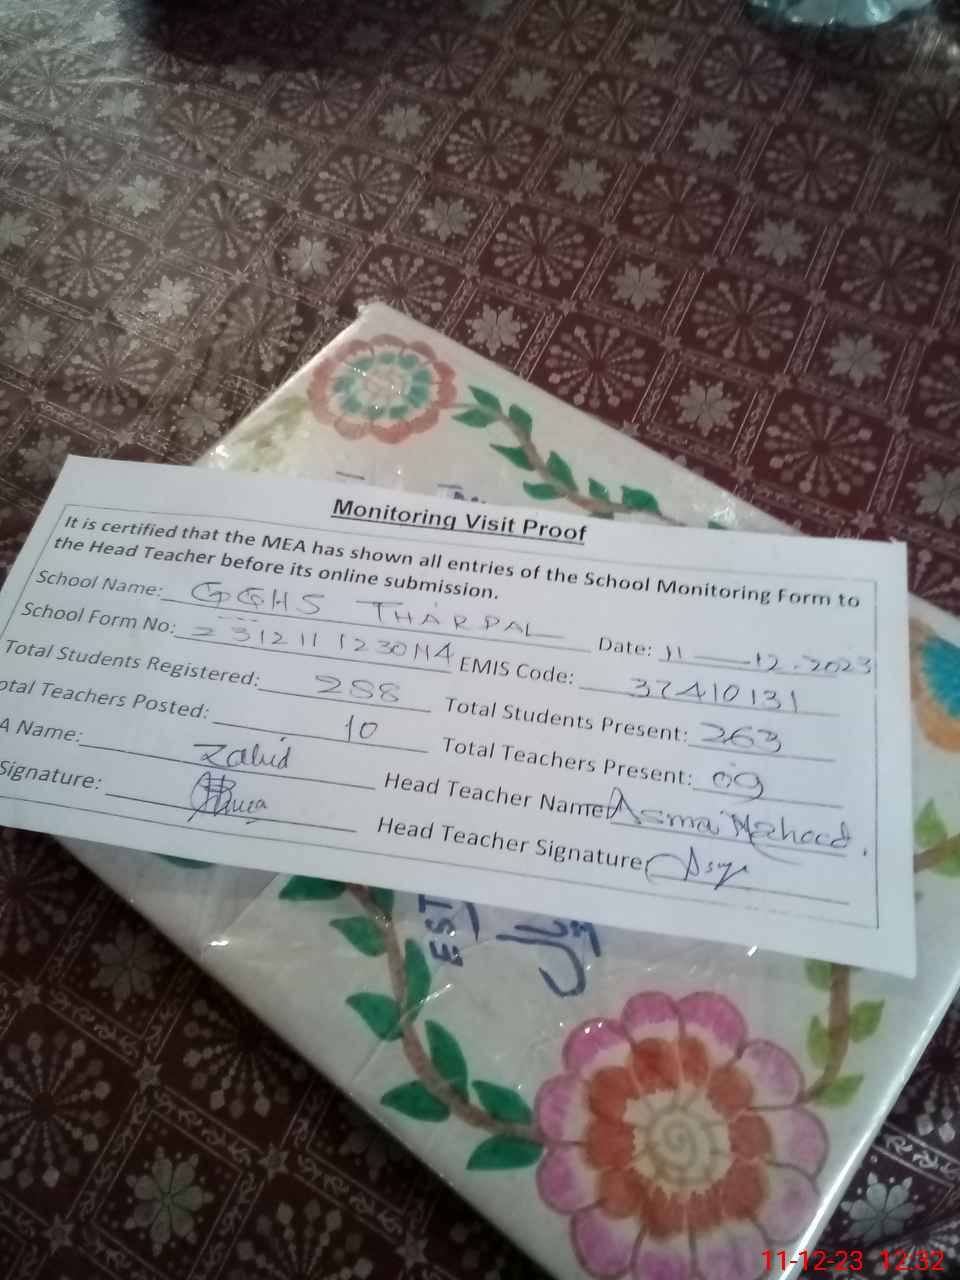 Monitoring Visit Proof
It is certified that the MEA has shown all entries of the School Monitoring Form to
the Head Teacher before its online submission.
School Name: GGHS THARPAL Date: 11-12-2023
School Form No: EMIS Code: 37410131
Total Students Registered: 288 Total Students Present: 263
otal Teachers Posted: 10 Total Teachers Present: 09
A Name: Zahid Head Teacher Name: Asma
Signature: Head Teacher Signature
EST
11-12-23 12:32